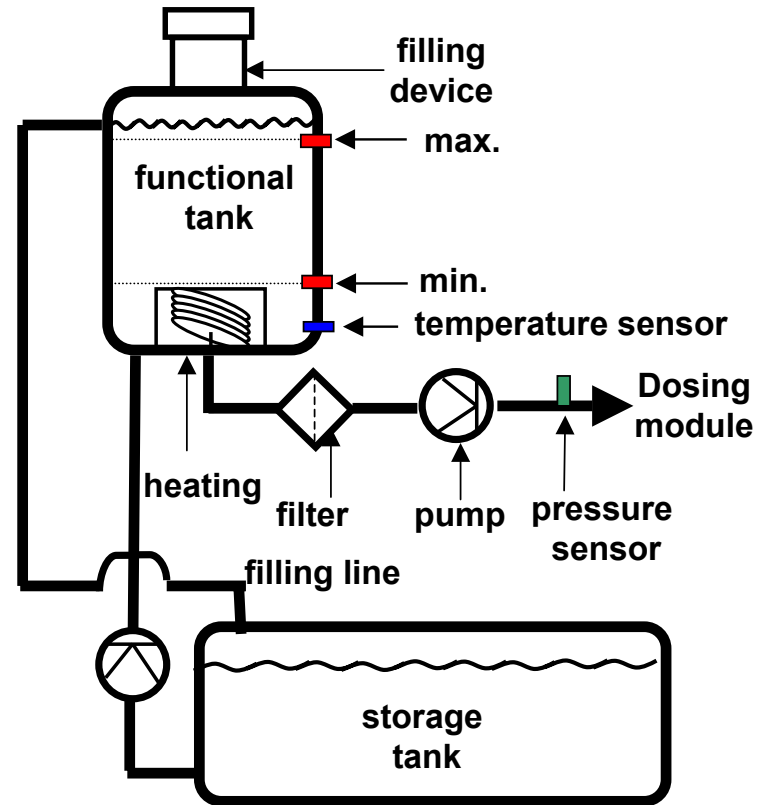 filling
device
max.
functional
tank
min.
temperature sensor
Dosing
module
heating
filter
pump
pressure
sensor
filling line
storage
tank